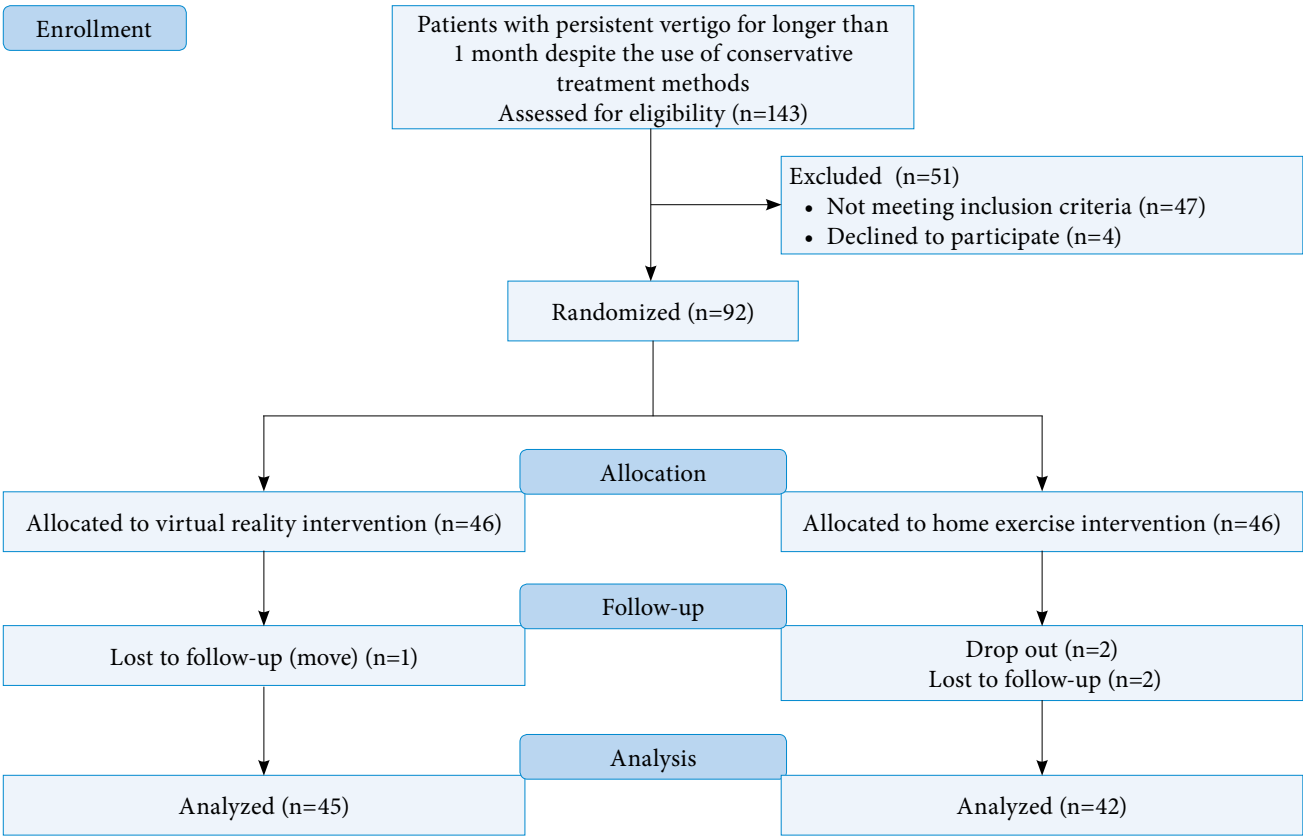 Enrollment
Patients with persistent vertigo for longer than
1 month despite the use of conservative
treatment methods
Assessed for eligibility (n=143)
Excluded (n=51)
• Not meeting inclusion criteria (n=47)
• Declined to participate (n=4)
Randomized (n=92)
Allocation
Allocated to virtual reality intervention (n=46)
Allocated to home exercise intervention (n=46)
Follow-up
Lost to follow-up (move) (n=1)
Drop out (n=2)
Lost to follow-up (n=2)
Analysis
Analyzed (n=45)
Analyzed (n=42)